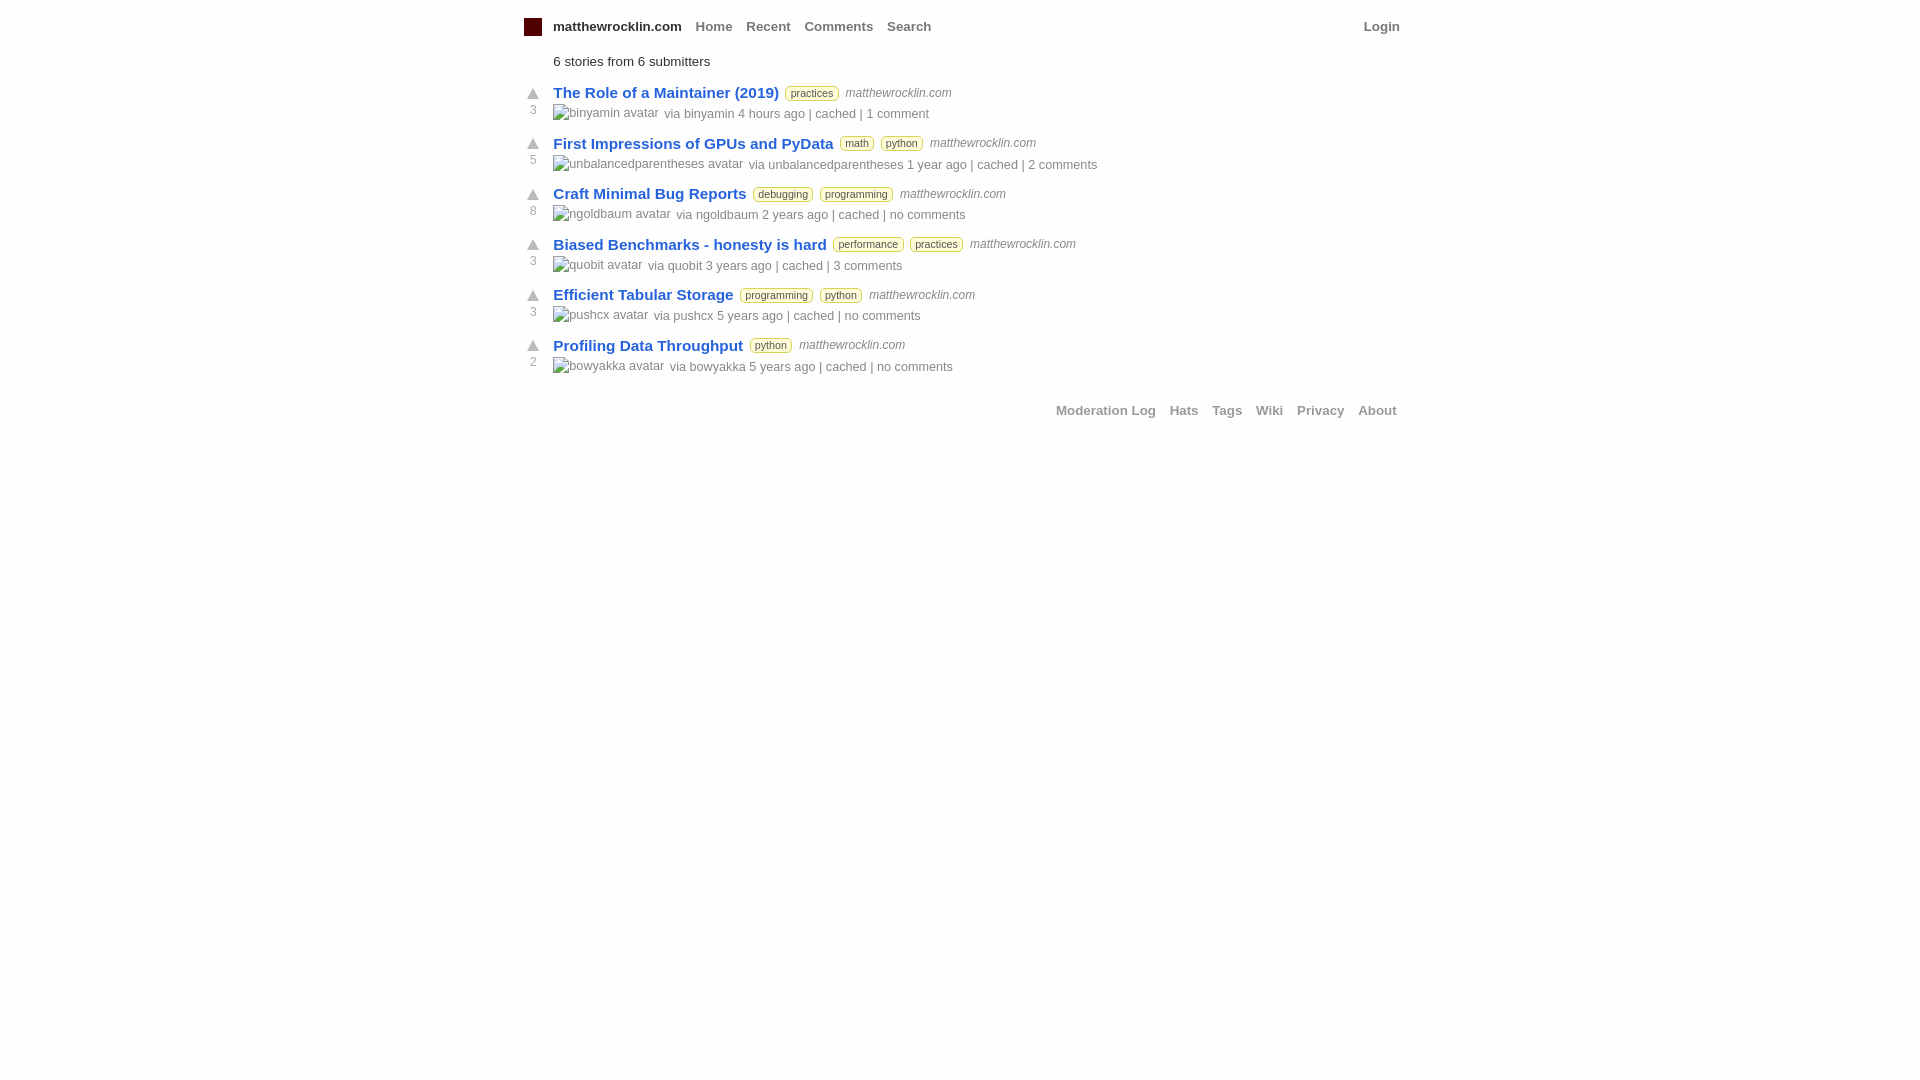 matthewrocklin.com Home Recent Comments Search Login
6 stories from 6 submitters
The Role of a Maintainer (2019) practices matthewrocklin.com
3
binyamin avatar via binyamin 4 hours ago | cached | 1 comment
First Impressions of GPUs and PyData math python matthewrocklin.com
5
unbalancedparentheses avatar via unbalancedparentheses 1 year ago | cached | 2 comments
Craft Minimal Bug Reports debugging programming matthewrocklin.com
8
ngoldbaum avatar via ngoldbaum 2 years ago | cached | no comments
Biased Benchmarks - honesty is hard performance practices matthewrocklin.com
3
quobit avatar via quobit 3 years ago | cached | 3 comments
Efficient Tabular Storage programming python matthewrocklin.com
3
pushcx avatar via pushcx 5 years ago | cached | no comments
Profiling Data Throughput python matthewrocklin.com
2
bowyakka avatar via bowyakka 5 years ago | cached | no comments
Moderation Log Hats Tags Wiki Privacy About